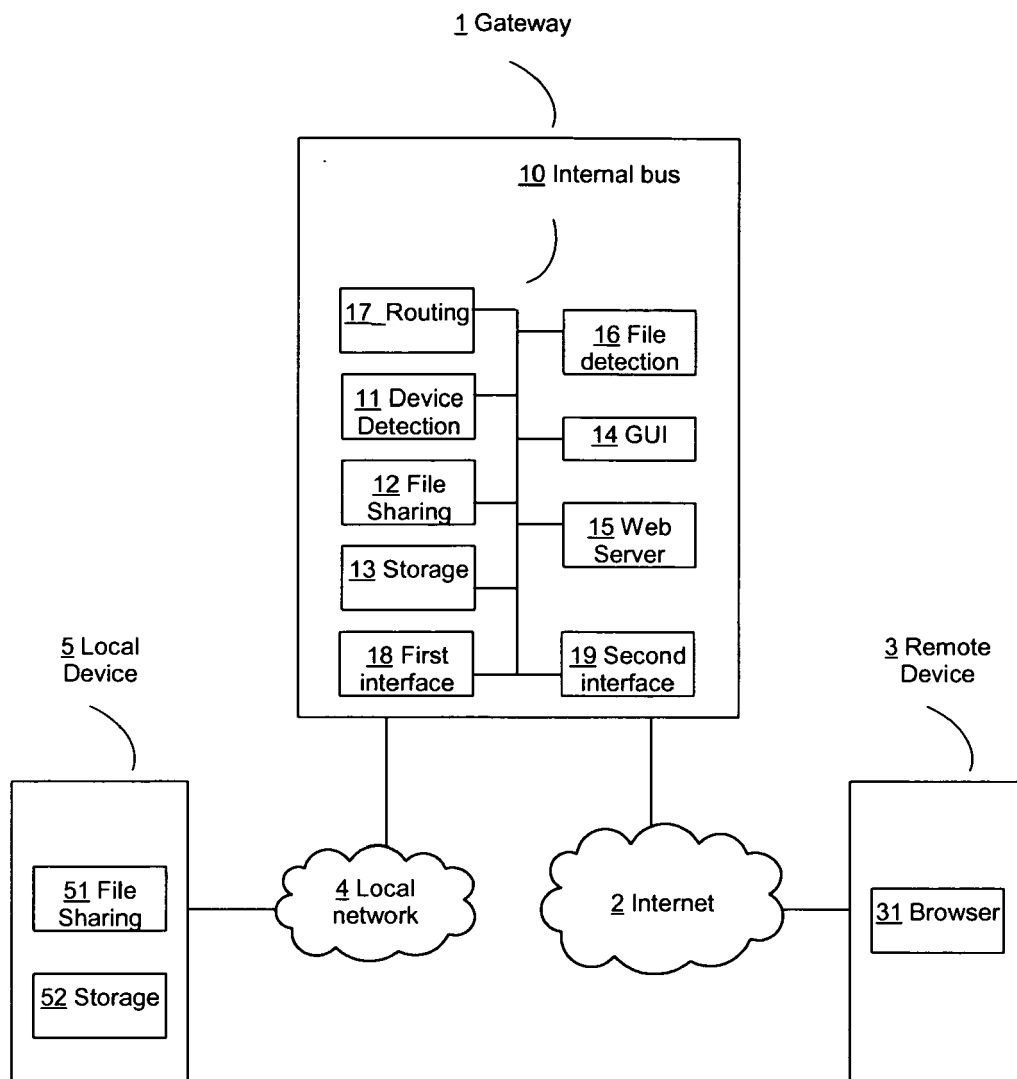 1 Gateway
10 Internal bus
17 Routing
16 File
detection
11 Device
Detection
14 GUI
12 File
Sharing
15 Web
Server
13 Storage
18 First
interface
19 Second
interface
5 Local
Device
3 Remote
Device
51 File
Sharing
52 Storage
4 Local
network
2 Internet
31 Browser